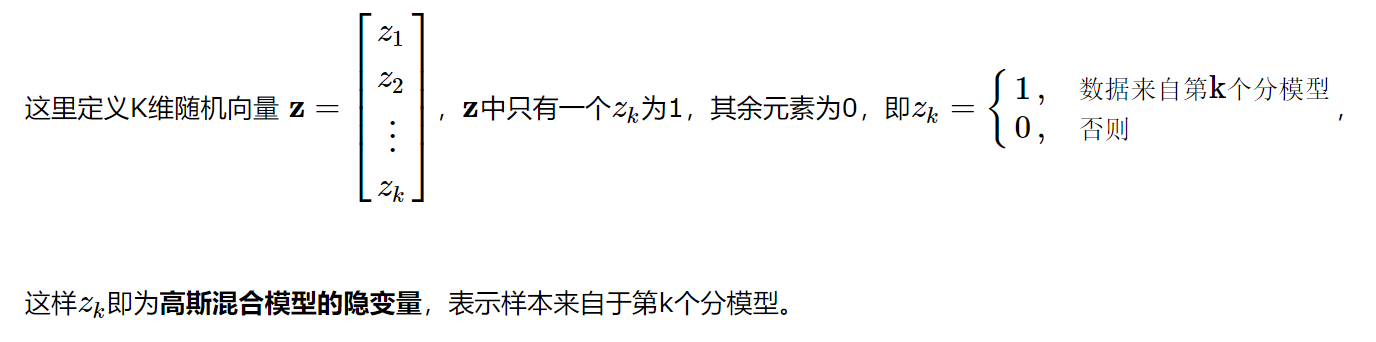 这里定义K维随机向量 $\mathbf{z} = \begin{bmatrix} z_1 \\ z_2 \\ \vdots \\ z_k \end{bmatrix}$，$\mathbf{z}$中只有一个$z_k$为1，其余元素为0，即$z_k = \begin{cases} 1, & \text{数据来自第}\mathbf{k}\text{个分模型} \\ 0, & \text{否则} \end{cases}$，
这样$z_k$即为高斯混合模型的隐变量，表示样本来自于第k个分模型。